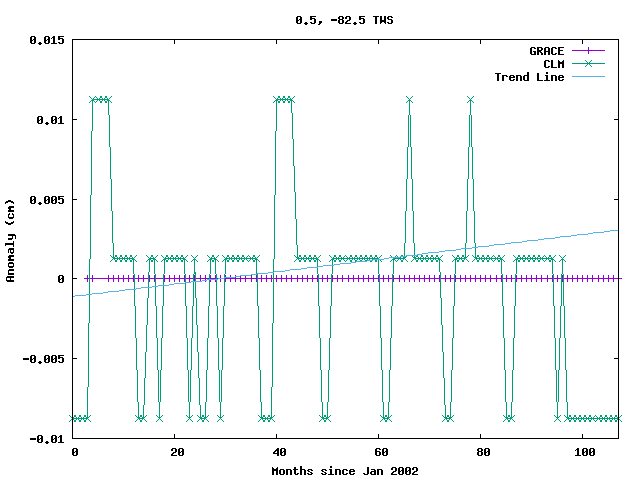 0.5, -82.5 TWS
0.015
0.01
0.005
0
-0.005
-0.01
Anomaly (cm)
GRACE
CLM
Trend Line
0 20 40 60 80 100
Months since Jan 2002